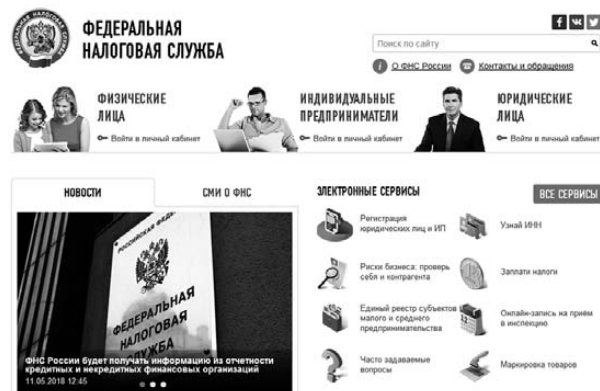 ФЕДЕРАЛЬНАЯ
НАЛОГОВАЯ СЛУЖБА
Поиск по сайту
О ФНС России
Контакты и обращения
ФИЗИЧЕСКИЕ
ЛИЦА
Войти в личный кабинет
ИНДИВИДУАЛЬНЫЕ
ПРЕДПРИНИМАТЕЛИ
Войти в личный кабинет
ЮРИДИЧЕСКИЕ
ЛИЦА
Войти в личный кабинет
НОВОСТИ
СМИ О ФНС
РОССИЙСКАЯ ФЕДЕ
ФЕДЕРАЛЬНАЯ
НАЛОГОВАЯ
СЛУЖБА
ФНС России будет получать информацию из отчетности
кредитных и некредитных финансовых организаций
11.05.2018 12:45
ЭЛЕКТРОННЫЕ СЕРВИСЫ
ВСЕ СЕРВИСЫ
Регистрация
юридических лиц и ИП
Узнай ИНН
Риски бизнеса: проверь
себя и контрагента
Заплати налоги
Единый реестр субъектов
малого и среднего
предпринимательства
Онлайн-запись на приём
в инспекцию
Часто задаваемые
вопросы
Маркировка товаров